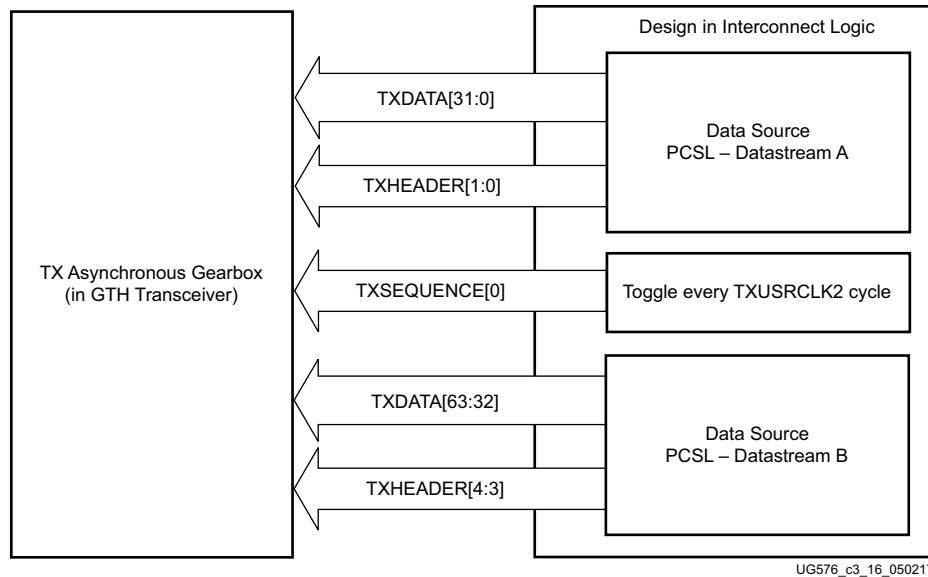 Design in Interconnect Logic
TXDATA[31:0]
Data Source
PCSL – Datastream A
TXHEADER[1:0]
TX Asynchronous Gearbox
(in GTH Transceiver)
TXSEQUENCE[0]
Toggle every TXUSRCLK2 cycle
TXDATA[63:32]
Data Source
PCSL – Datastream B
TXHEADER[4:3]
UG576_c3_16_050217